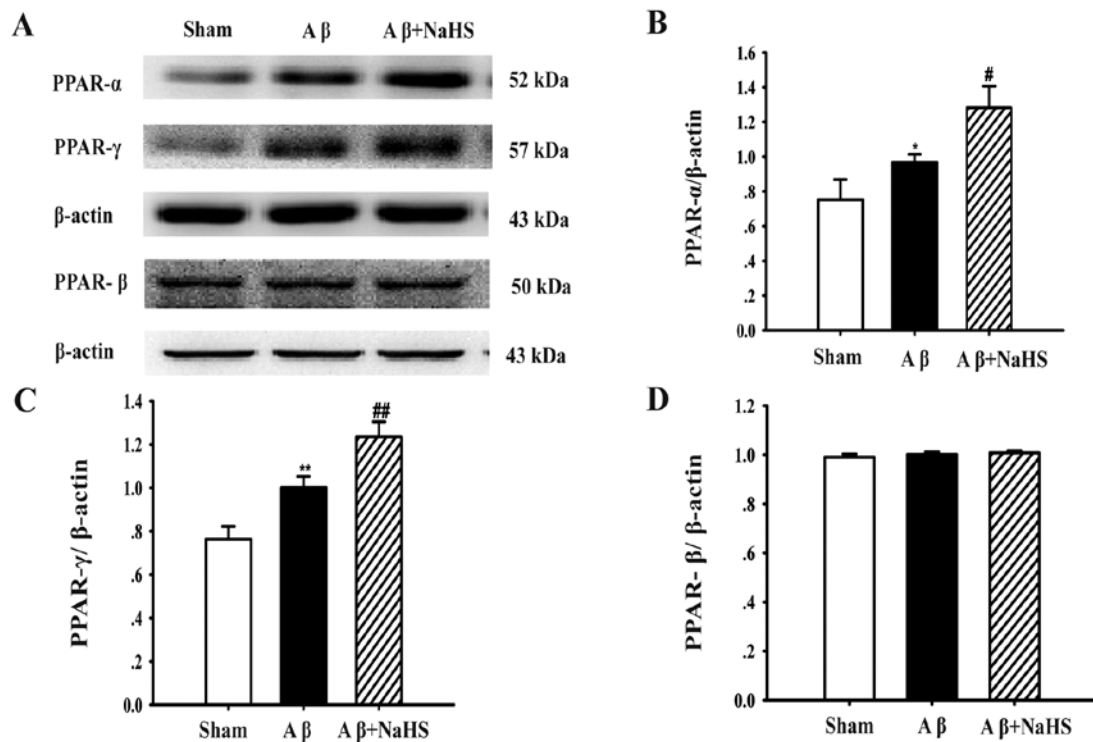 A
Sham A β A β+NaHS
PPAR-α 52 kDa
PPAR-γ 57 kDa
β-actin 43 kDa
PPAR- β 50 kDa
β-actin 43 kDa
B
PPAR-α/β-actin
1.6
1.4
1.2
1.0
.8
.6
.4
.2
0.0
*
#
Sham A β A β+NaHS
C
PPAR-γ/ β-actin
1.4
1.2
1.0
.8
.6
.4
.2
0.0
**
##
Sham A β A β+NaHS
D
PPAR- β/ β-actin
1.2
1.0
.8
.6
.4
.2
0.0
Sham A β A β+NaHS